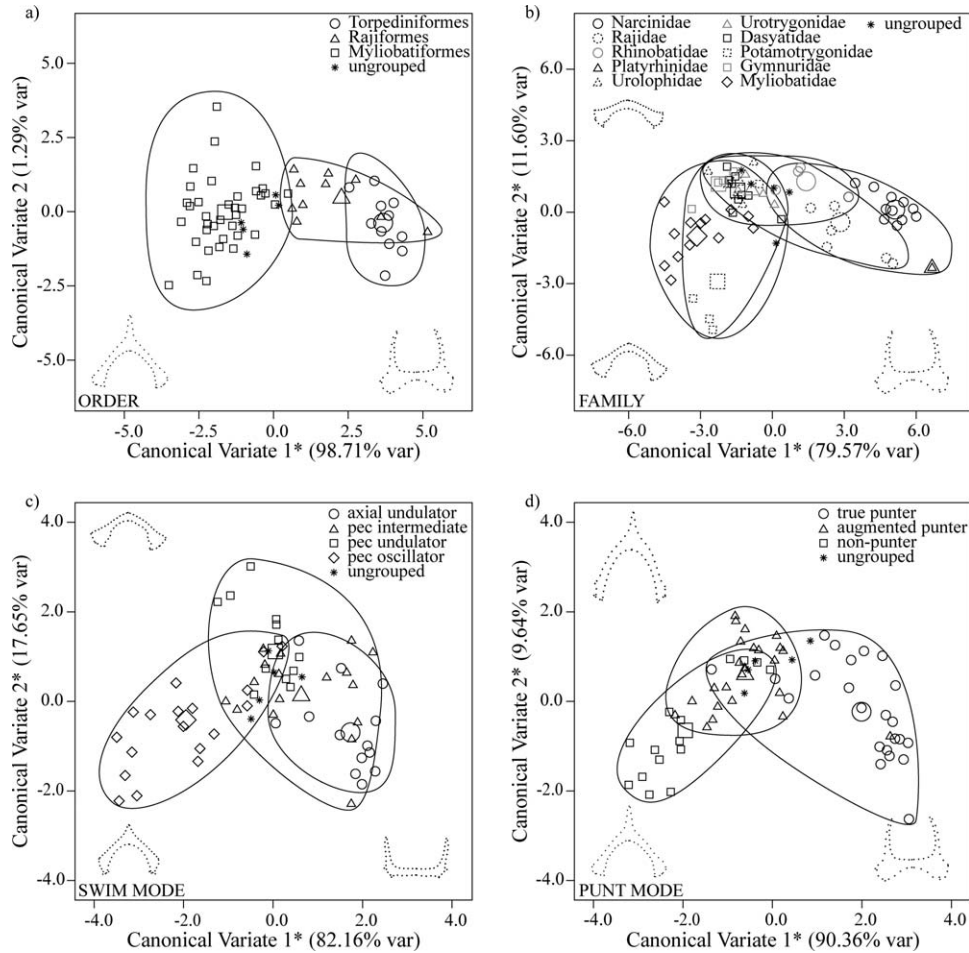 a)
Torpediniformes
Rajiformes
Myliobatiformes
ungrouped
Canonical Variate 2 (1.29% var)
5.0
2.5
0.0
-2.5
-5.0
ORDER
-5.0 -2.5 0.0 2.5 5.0
Canonical Variate 1* (98.71% var)
b)
Narcinidae Urotrygonidae ungrouped
Rajidae Dasyatidae
Rhinobatidae Potamotrygonidae
Platyrhinidae Gymnuridae
Urolophidae Myliobatidae
Canonical Variate 2* (11.60% var)
6.0
3.0
0.0
-3.0
-6.0
FAMILY
-6.0 -3.0 0.0 3.0 6.0
Canonical Variate 1* (79.57% var)
c)
axial undulator
pec intermediate
pec undulator
pec oscillator
ungrouped
Canonical Variate 2* (17.65% var)
4.0
2.0
0.0
-2.0
-4.0
SWIM MODE
-4.0 -2.0 0.0 2.0 4.0
Canonical Variate 1* (82.16% var)
d)
true punter
augmented punter
non-punter
ungrouped
Canonical Variate 2* (9.64% var)
4.0
2.0
0.0
-2.0
-4.0
PUNT MODE
-4.0 -2.0 0.0 2.0 4.0
Canonical Variate 1* (90.36% var)